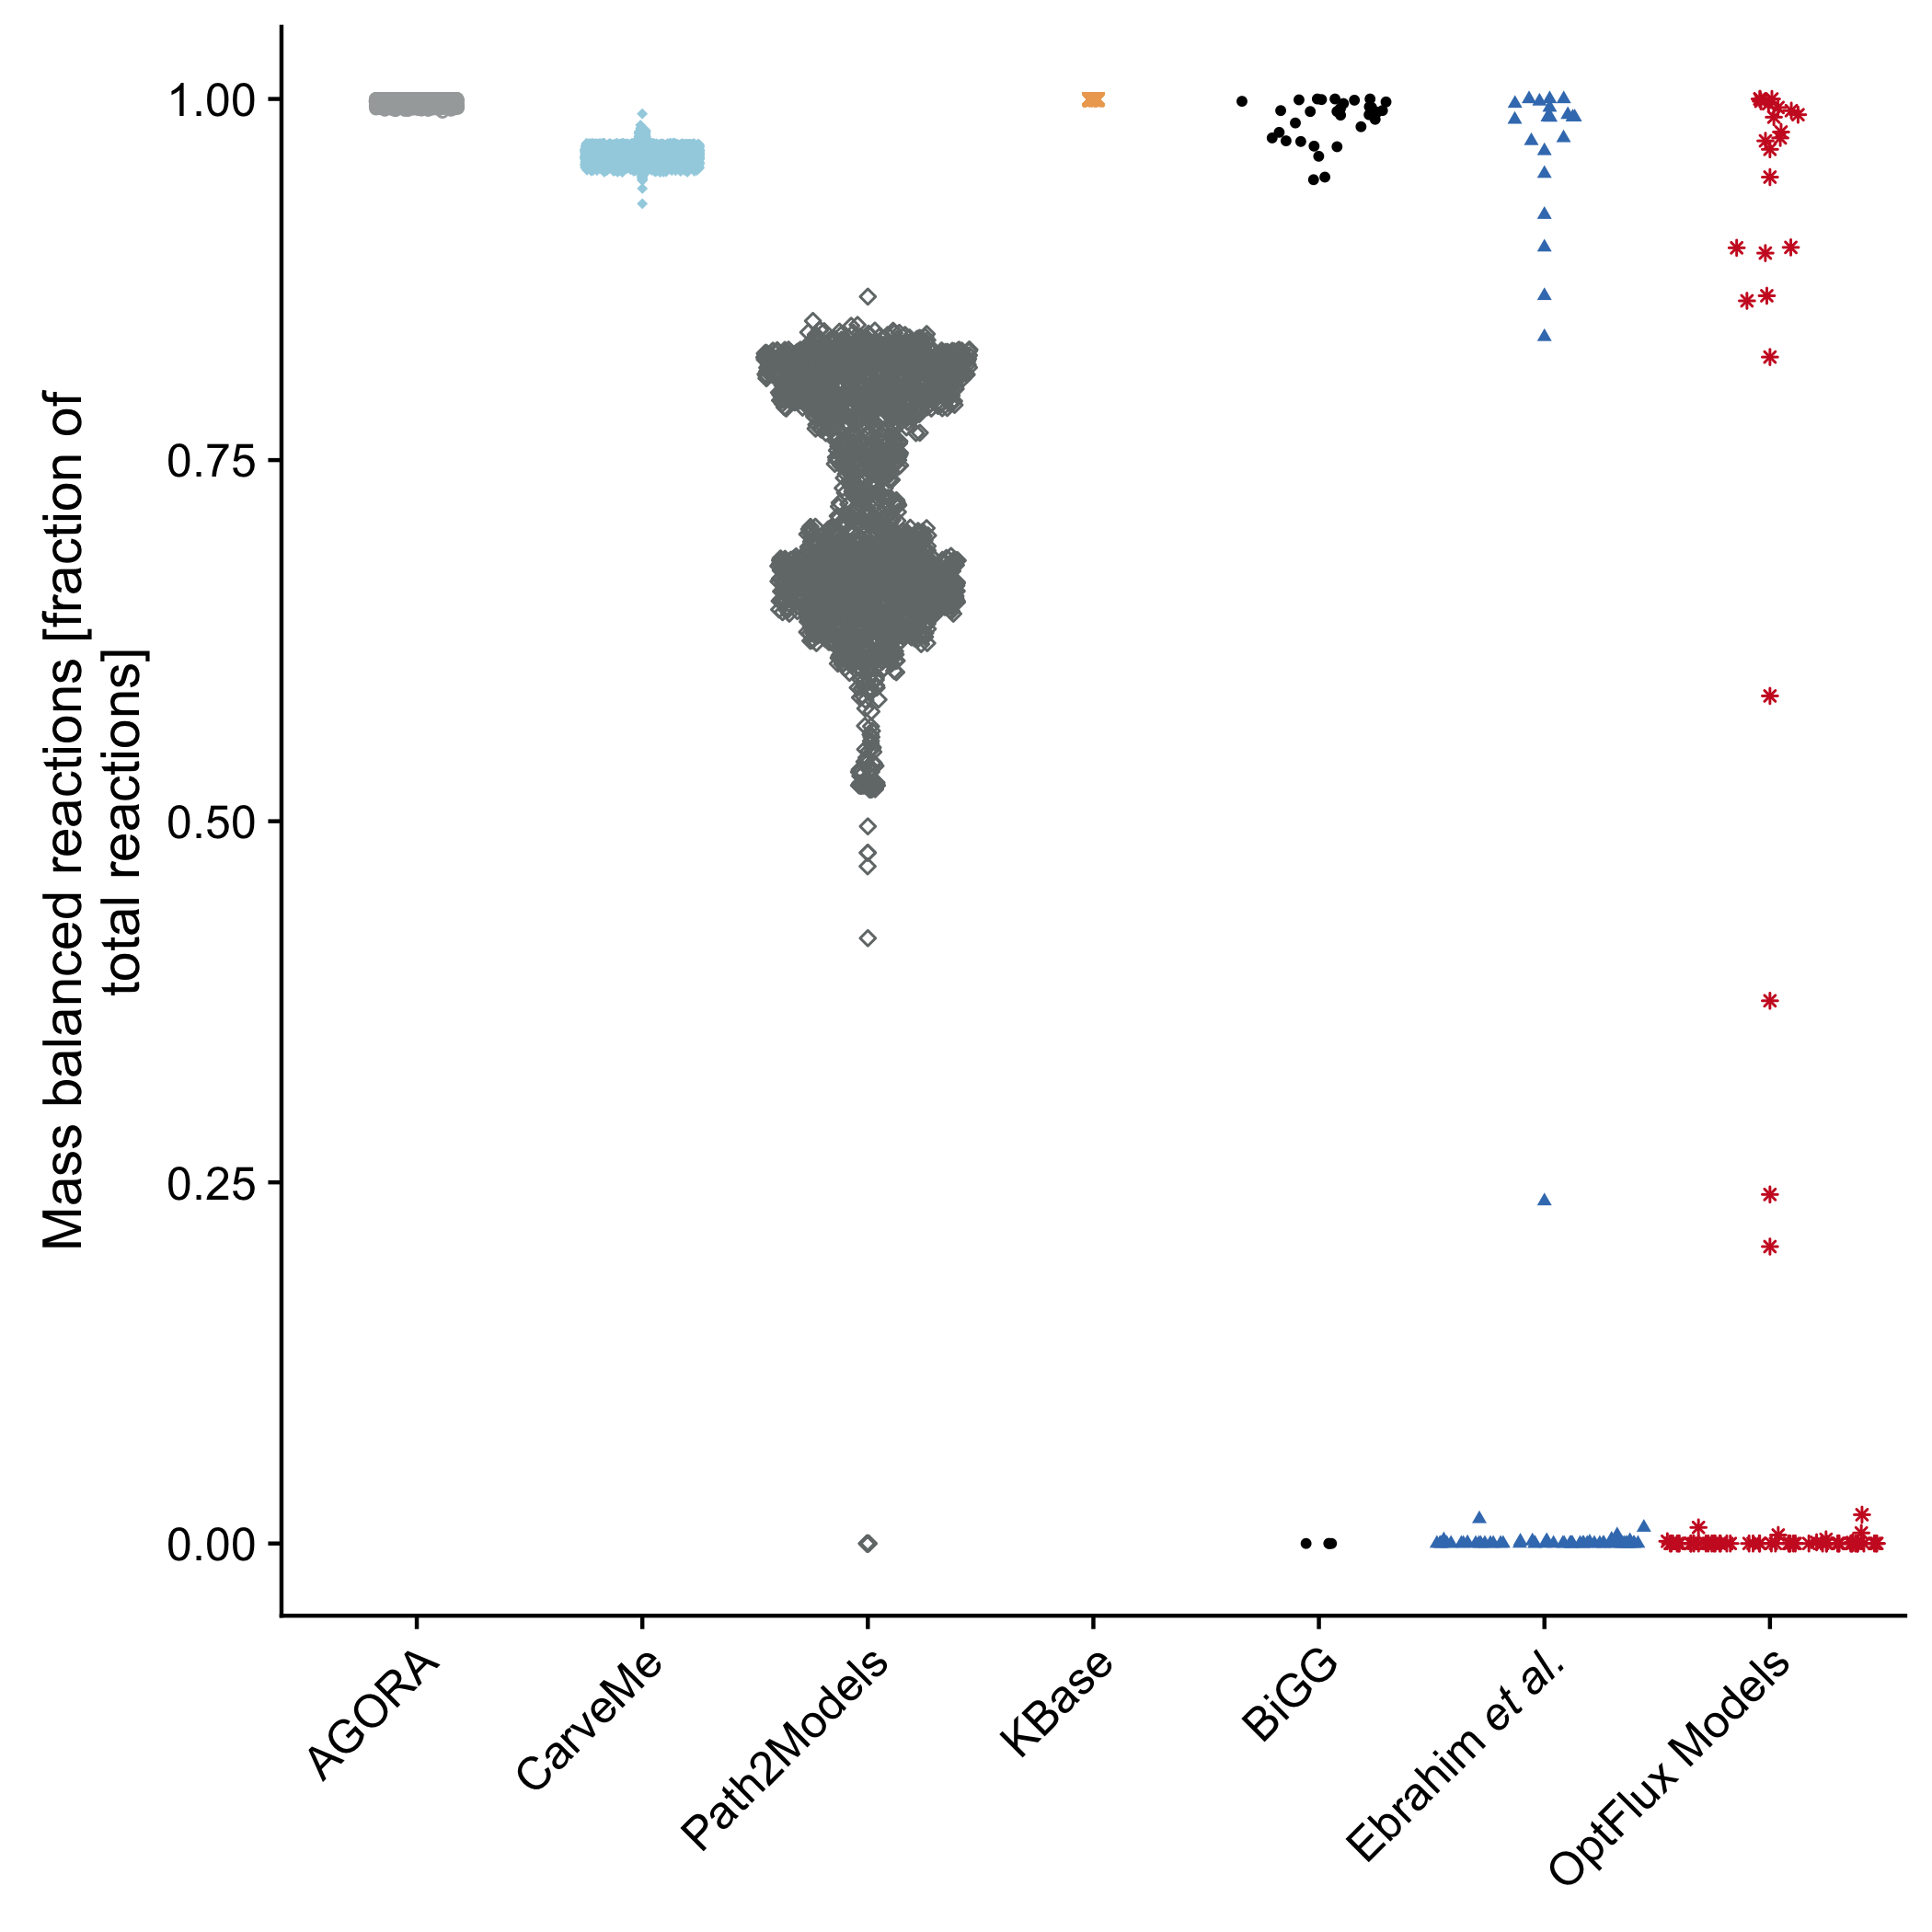 Mass balanced reactions [fraction of
total reactions]
1.00
0.75
0.50
0.25
0.00
AGORA
CarveMe
Path2Models
KBase
BiGG
Ebrahim et al.
OptFlux Models